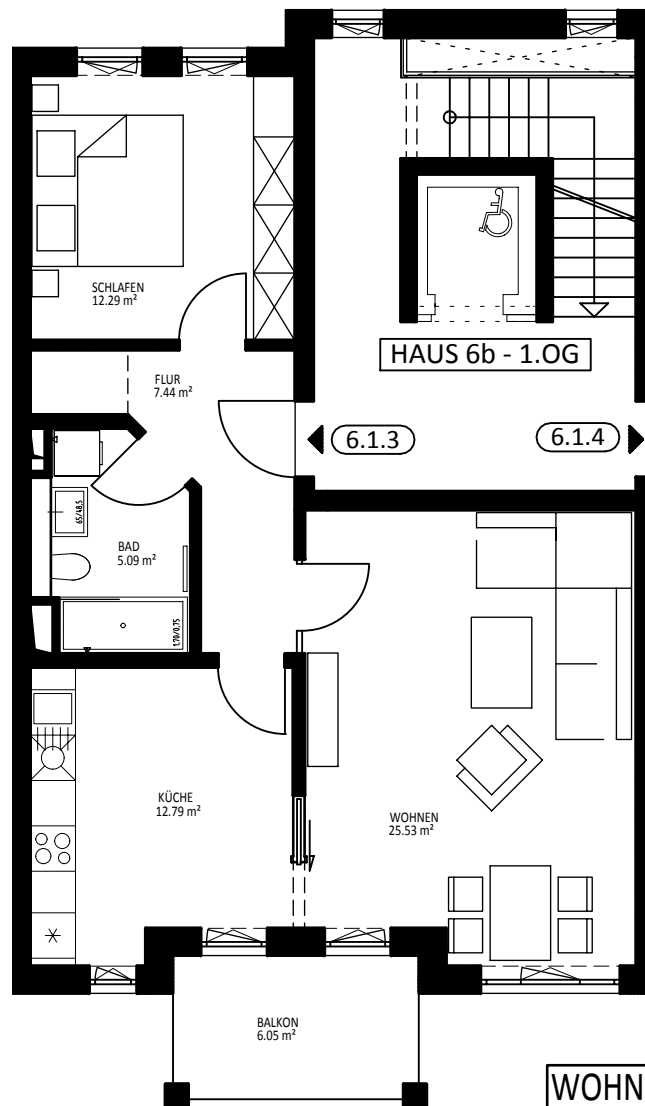 SCHLAFEN
12.29 m²
HAUS 6b - 1.OG
FLUR
7.44 m²
6.1.3
6.1.4
65/48,5
BAD
5.09 m²
1,70/0,75
KÜCHE
12.79 m²
WOHNEN
25.53 m²
BALKON
6.05 m²
WOHN